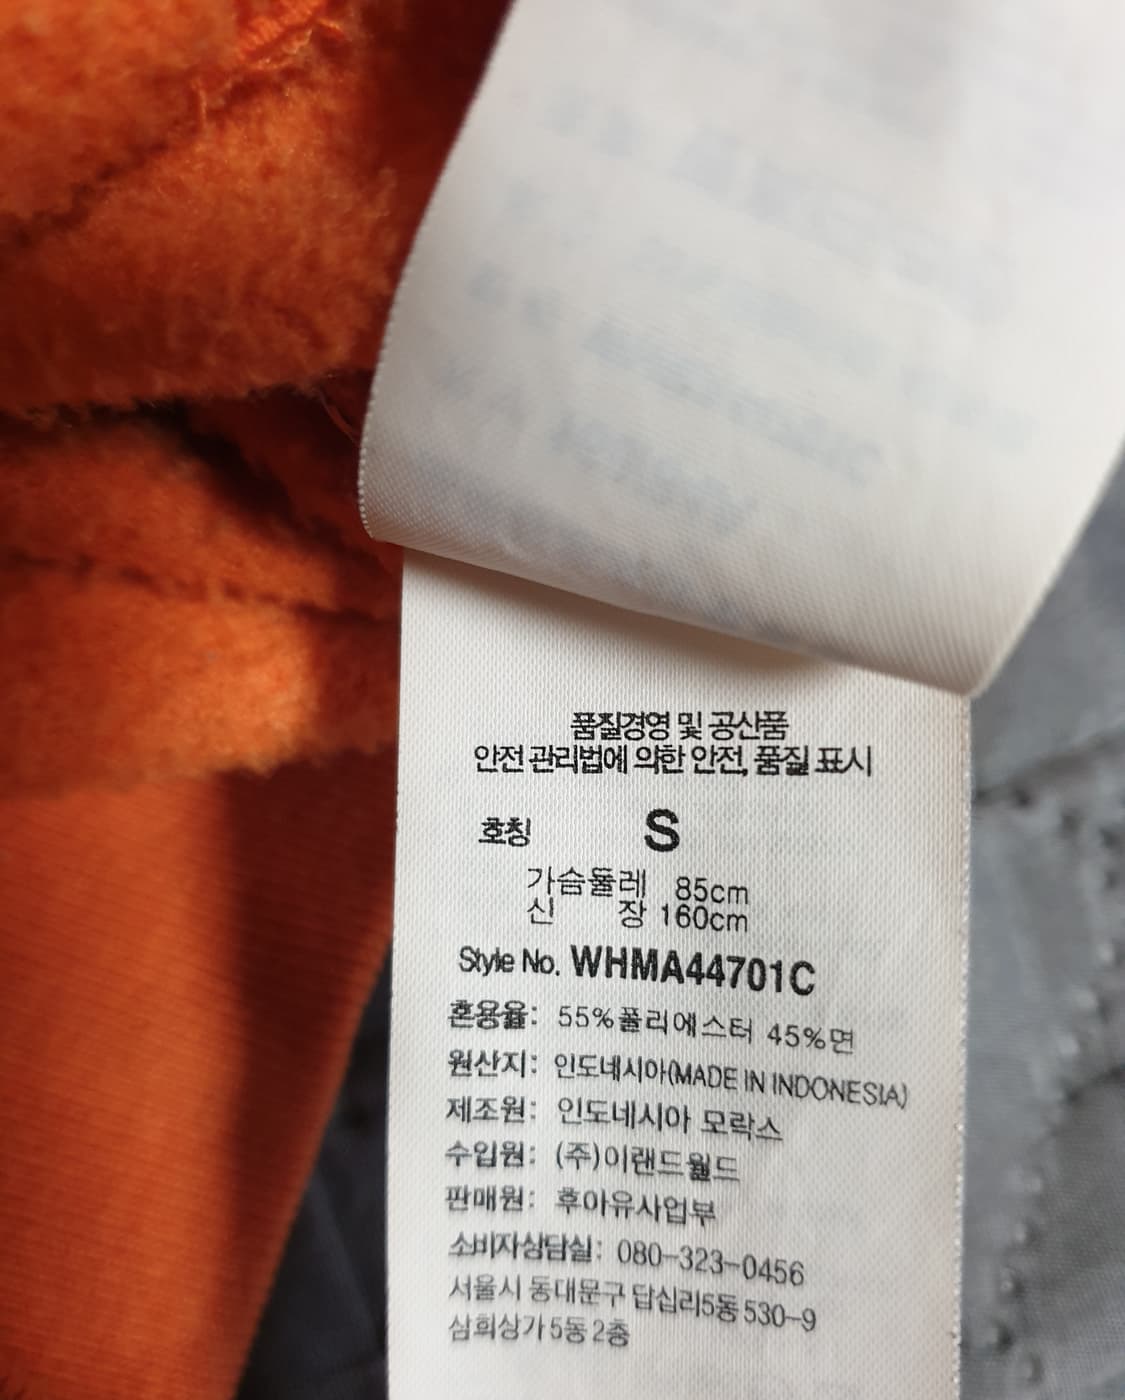 품질경영 및 공산품
안전 관리법에 의한 안전, 품질 표시
호칭 S
가슴둘레 85cm
신 장 160cm
Style No. WHMA44701C
혼용율: 55%폴리에스터 45%면
원산지: 인도네시아(MADE IN INDONESIA)
제조원: 인도네시아 모락스
수입원: (주)이랜드월드
판매원: 후아유사업부
소비자상담실: 080-323-0456
서울시 동대문구 답십리5동 530-9
삼희상가 5동 2층